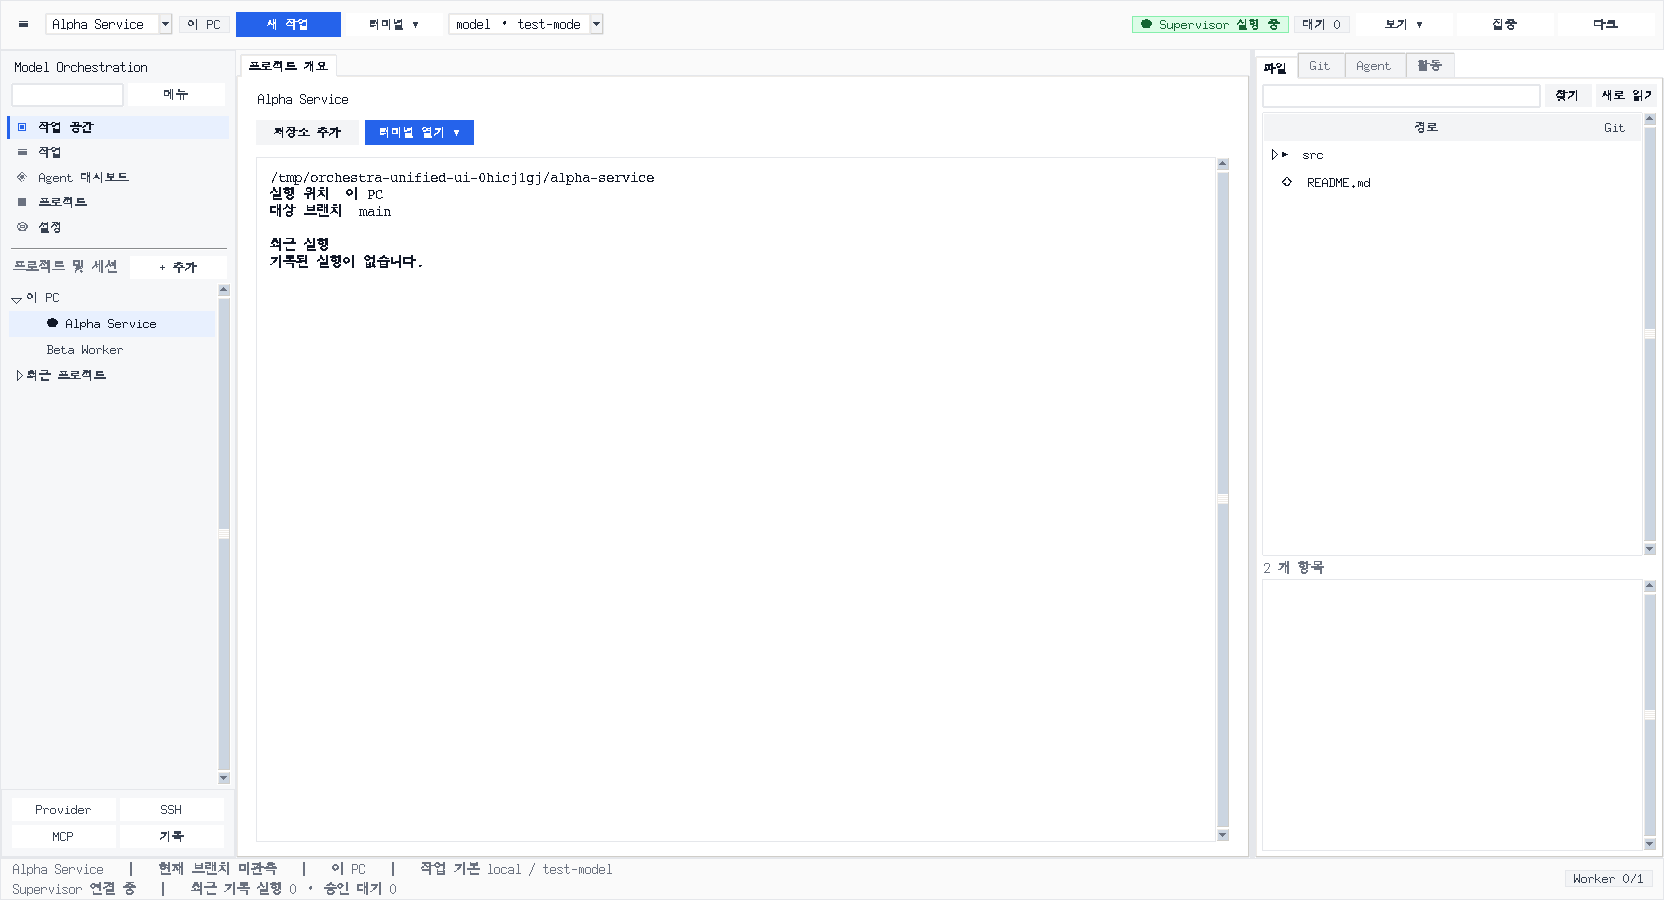 Alpha Service
이 PC
새 작업
터미널 ▾
model • test-mode
Supervisor 실행 중
대기 0
보기 ▾
집중
다크
Model Orchestration
메뉴
작업 공간
작업
Agent 대시보드
프로젝트
설정
프로젝트 및 세션
+ 추가
이 PC
Alpha Service
Beta Worker
최근 프로젝트
Provider
SSH
MCP
기록
프로젝트 개요
Alpha Service
저장소 추가
터미널 열기 ▾
/tmp/orchestra-unified-ui-0hicj1gj/alpha-service
실행 위치 이 PC
대상 브랜치 main
최근 실행
기록된 실행이 없습니다.
파일
Git
Agent
활동
찾기
새로 읽기
경로
Git
src
README.md
2 개 항목
Alpha Service | 현재 브랜치 미관측 | 이 PC | 작업 기본 local / test-model
Supervisor 연결 중 | 최근 기록 실행 0 · 승인 대기 0
Worker 0/1